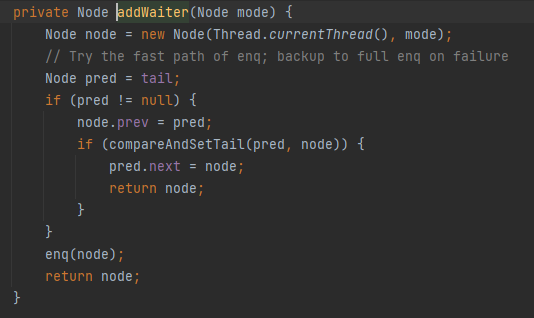 private Node addWaiter(Node mode) {
Node node = new Node(Thread.currentThread(), mode);
// Try the fast path of enq; backup to full enq on failure
Node pred = tail;
if (pred != null) {
node.prev = pred;
if (compareAndSetTail(pred, node)) {
pred.next = node;
return node;
}
}
enq(node);
return node;
}